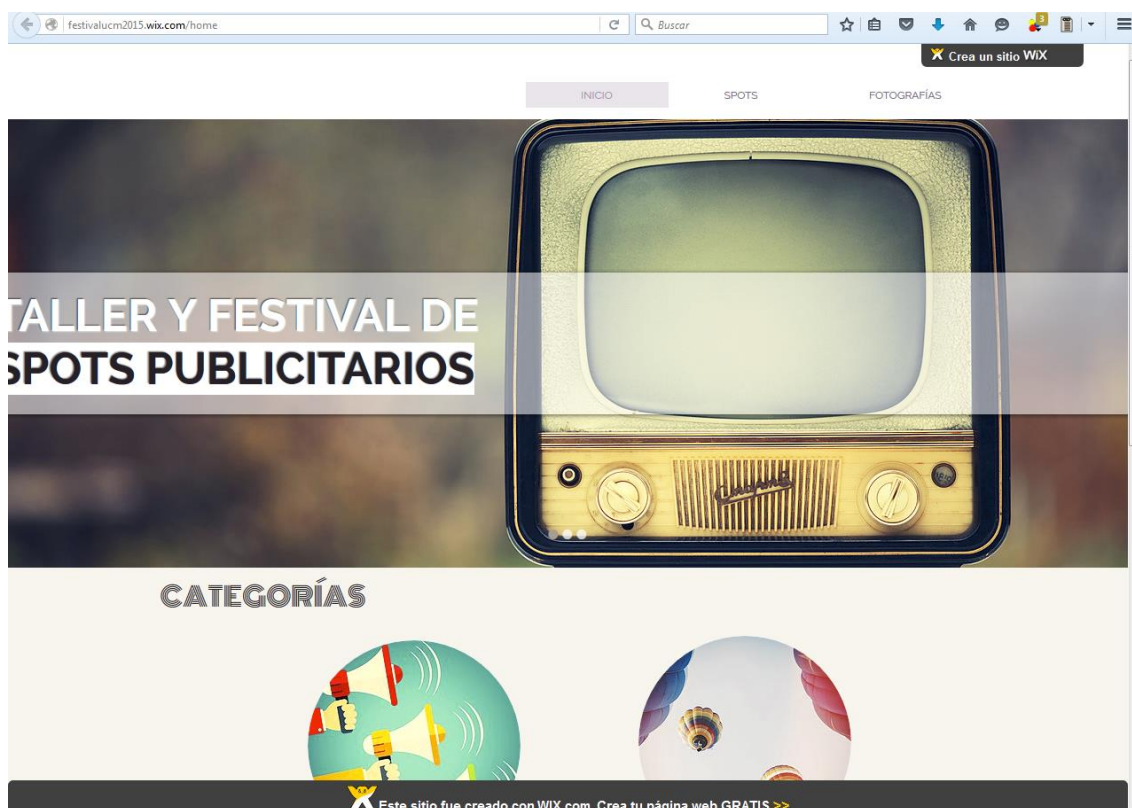 festivalucm2015.wix.com/home
Buscar
3
Crea un sitio WiX
INICIO
SPOTS
FOTOGRAFÍAS
TALLER Y FESTIVAL DE
SPOTS PUBLICITARIOS
CATEGORÍAS
Este sitio fue creado con WIX.com. Crea tu página web GRATIS >>